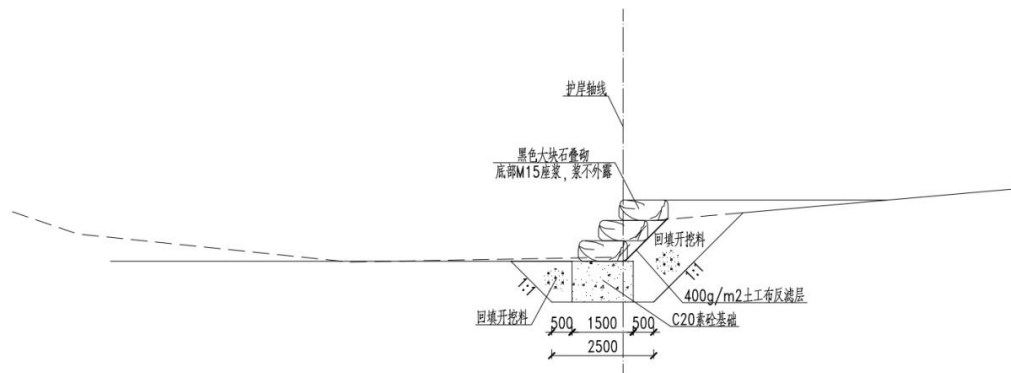 护岸轴线
黑色大块石叠砌
底部M15座浆，浆不外露
回填开挖料
400g/m2土工布反滤层
回填开挖料
C20素砼基础
500 1500 500
2500